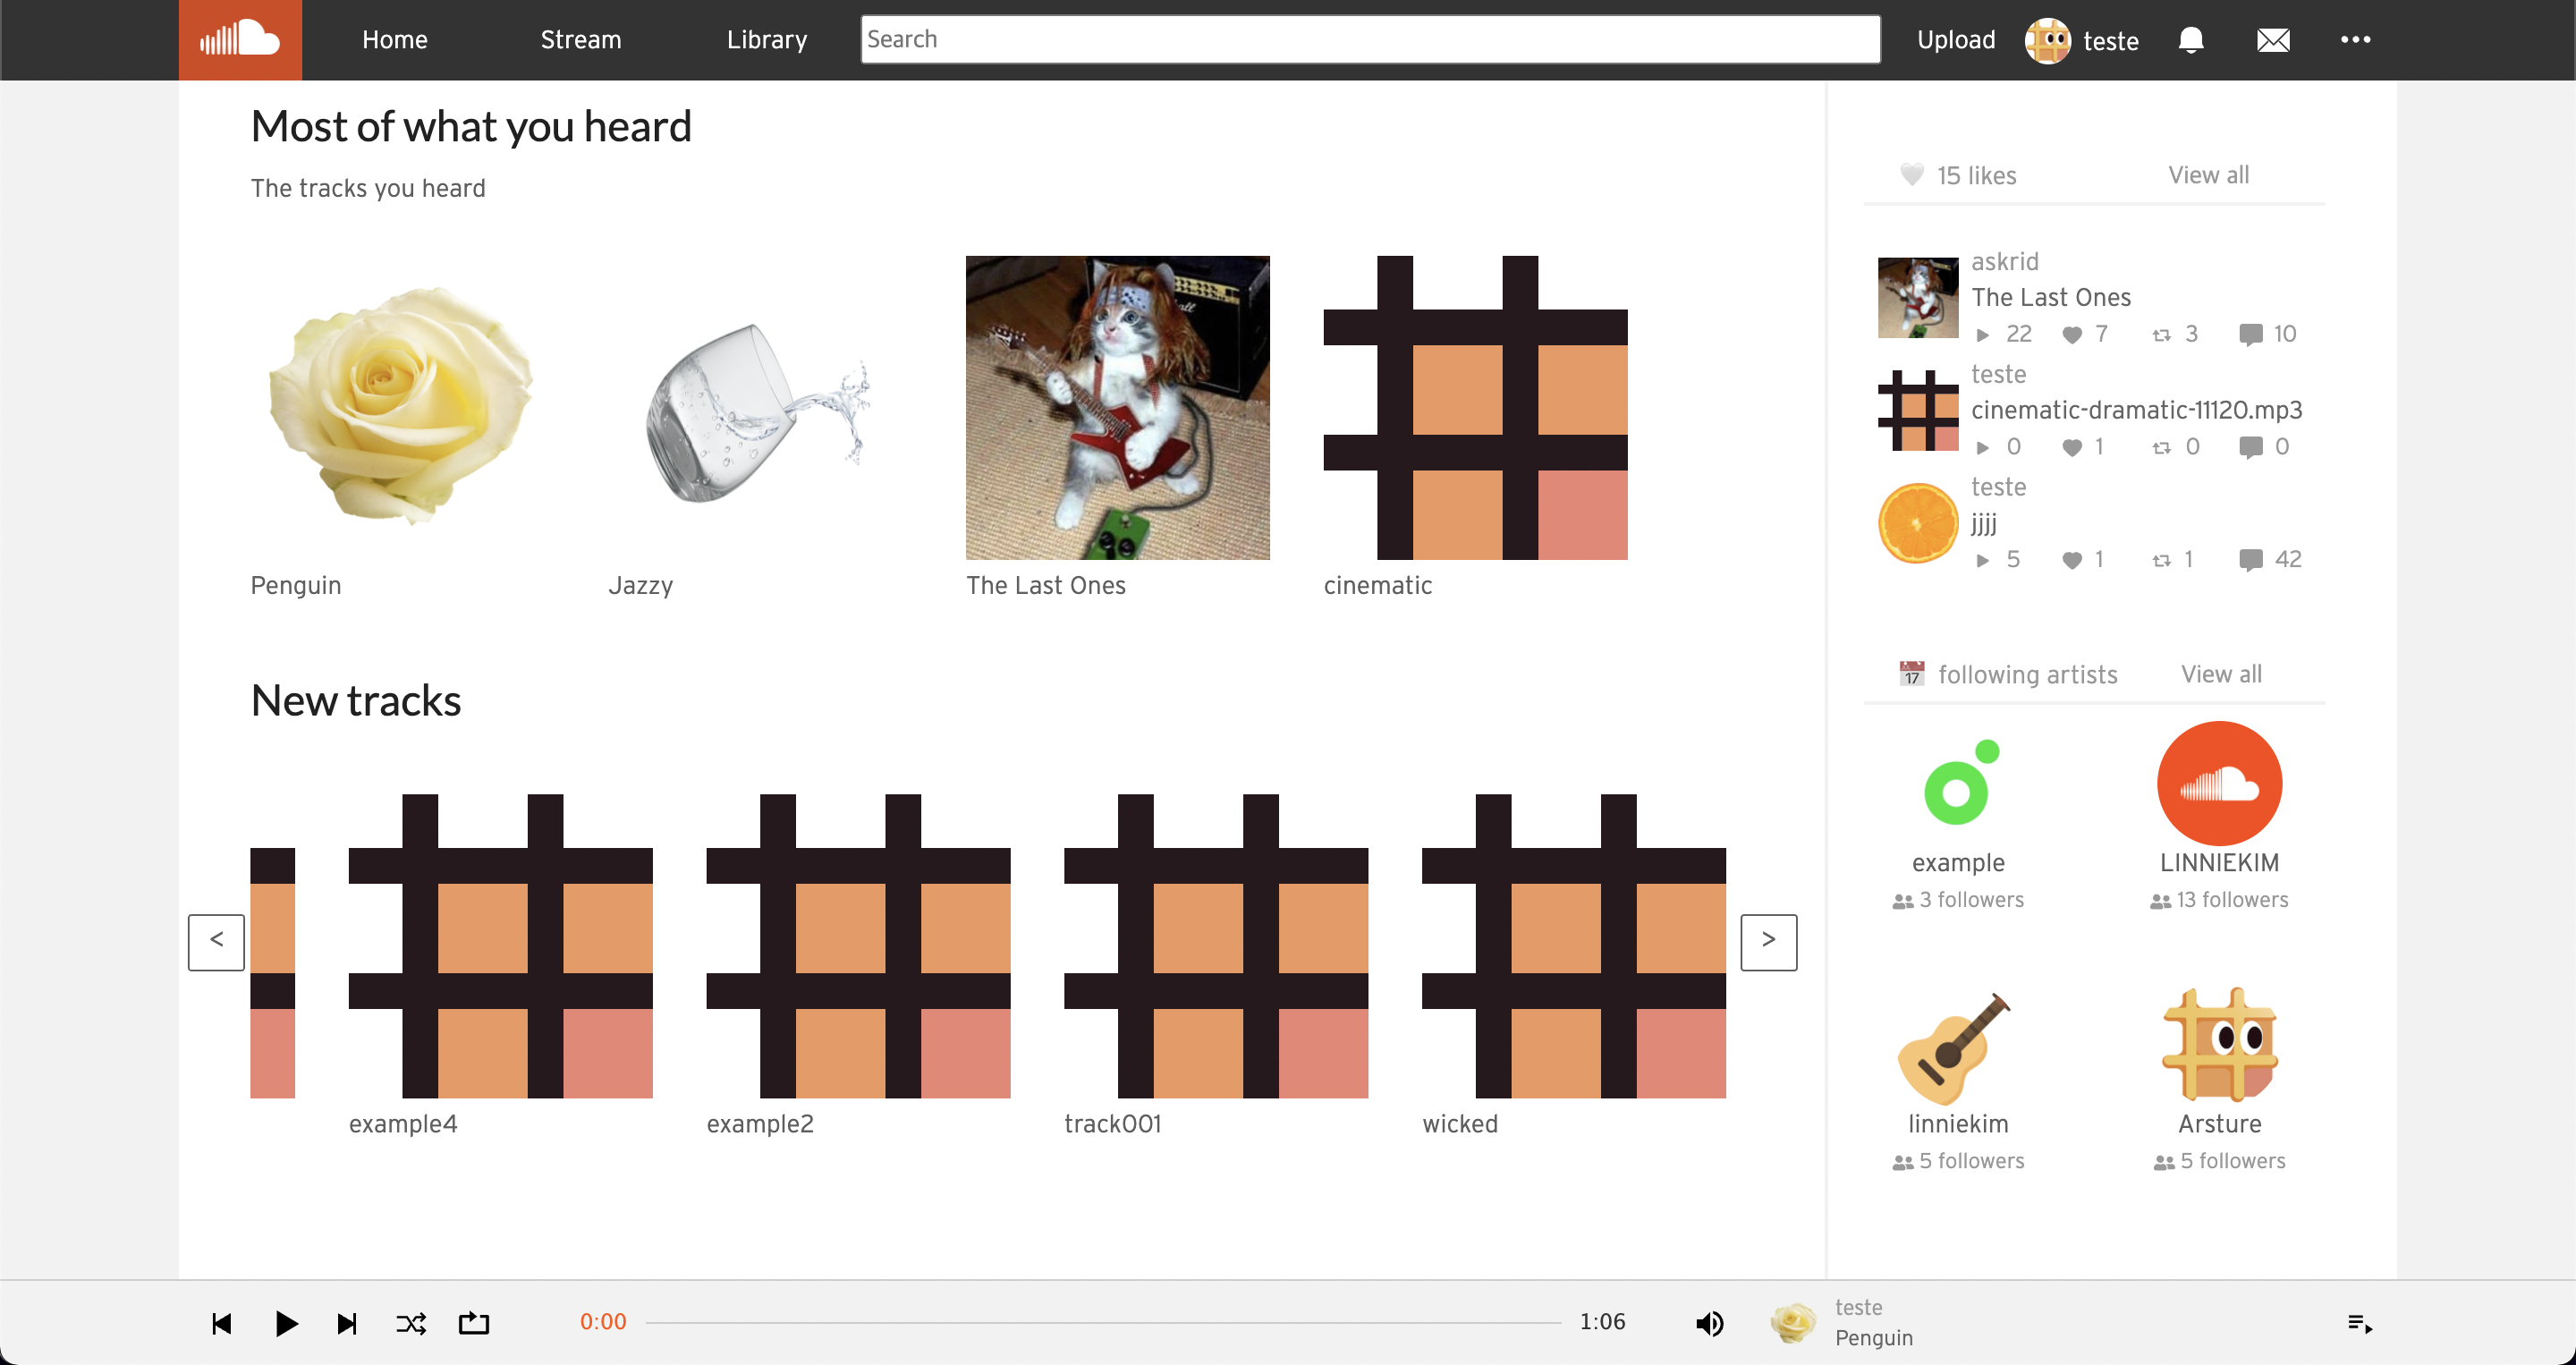 Home
Stream
Library
Search
Upload
teste
Most of what you heard
The tracks you heard
Penguin
Jazzy
The Last Ones
cinematic
New tracks
<
>
example4
example2
track001
wicked
15 likes
View all
askrid
The Last Ones
22 7 3 10
teste
cinematic-dramatic-11120.mp3
0 1 0 0
teste
jjjj
5 1 1 42
17
following artists
View all
example
3 followers
LINNIEKIM
13 followers
linniekim
5 followers
Arsture
5 followers
0:00
1:06
teste
Penguin